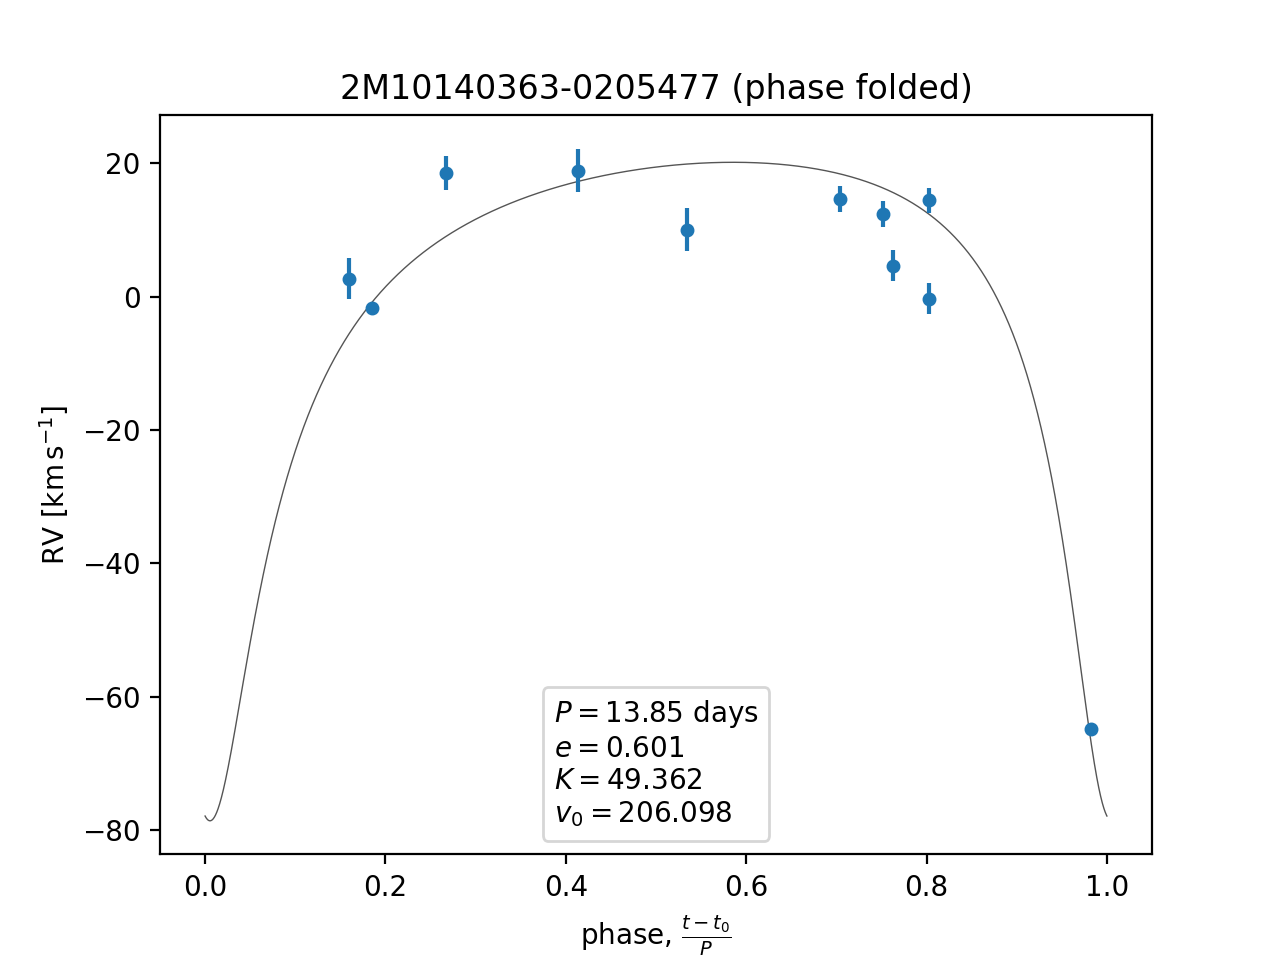 2M10140363-0205477 (phase folded)
20
0
−20
−40
−60
−80
RV [km s⁻¹]
P = 13.85 days
e = 0.601
K = 49.362
v₀ = 206.098
0.0 0.2 0.4 0.6 0.8 1.0
phase, (t − t₀)/P